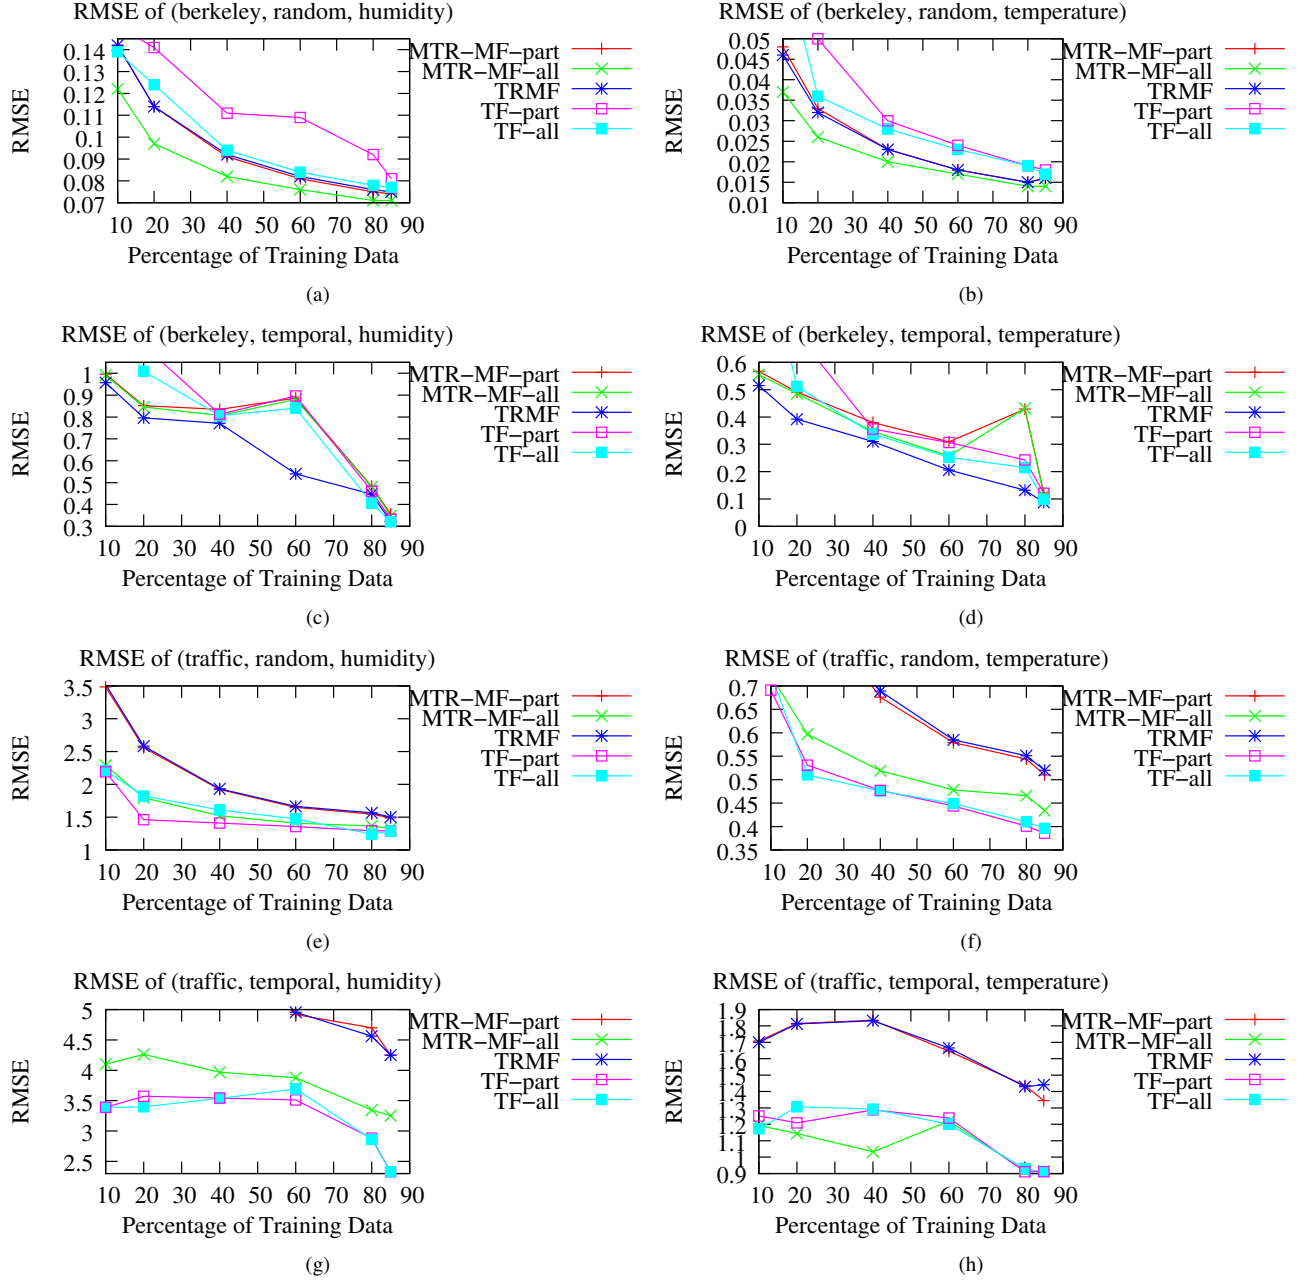 RMSE of (berkeley, random, humidity)
RMSE
0.14
0.13
0.12
0.11
0.1
0.09
0.08
0.07
10 20 30 40 50 60 70 80 90
Percentage of Training Data
MTR-MF-part
MTR-MF-all
TRMF
TF-part
TF-all
(a)
RMSE of (berkeley, random, temperature)
RMSE
0.05
0.045
0.04
0.035
0.03
0.025
0.02
0.015
0.01
10 20 30 40 50 60 70 80 90
Percentage of Training Data
MTR-MF-part
MTR-MF-all
TRMF
TF-part
TF-all
(b)
RMSE of (berkeley, temporal, humidity)
RMSE
1
0.9
0.8
0.7
0.6
0.5
0.4
0.3
10 20 30 40 50 60 70 80 90
Percentage of Training Data
MTR-MF-part
MTR-MF-all
TRMF
TF-part
TF-all
(c)
RMSE of (berkeley, temporal, temperature)
RMSE
0.6
0.5
0.4
0.3
0.2
0.1
0
10 20 30 40 50 60 70 80 90
Percentage of Training Data
MTR-MF-part
MTR-MF-all
TRMF
TF-part
TF-all
(d)
RMSE of (traffic, random, humidity)
RMSE
3.5
3
2.5
2
1.5
1
10 20 30 40 50 60 70 80 90
Percentage of Training Data
MTR-MF-part
MTR-MF-all
TRMF
TF-part
TF-all
(e)
RMSE of (traffic, random, temperature)
RMSE
0.7
0.65
0.6
0.55
0.5
0.45
0.4
0.35
10 20 30 40 50 60 70 80 90
Percentage of Training Data
MTR-MF-part
MTR-MF-all
TRMF
TF-part
TF-all
(f)
RMSE of (traffic, temporal, humidity)
RMSE
5
4.5
4
3.5
3
2.5
10 20 30 40 50 60 70 80 90
Percentage of Training Data
MTR-MF-part
MTR-MF-all
TRMF
TF-part
TF-all
(g)
RMSE of (traffic, temporal, temperature)
RMSE
1.9
1.8
1.7
1.6
1.5
1.4
1.3
1.2
1.1
1
0.9
10 20 30 40 50 60 70 80 90
Percentage of Training Data
MTR-MF-part
MTR-MF-all
TRMF
TF-part
TF-all
(h)